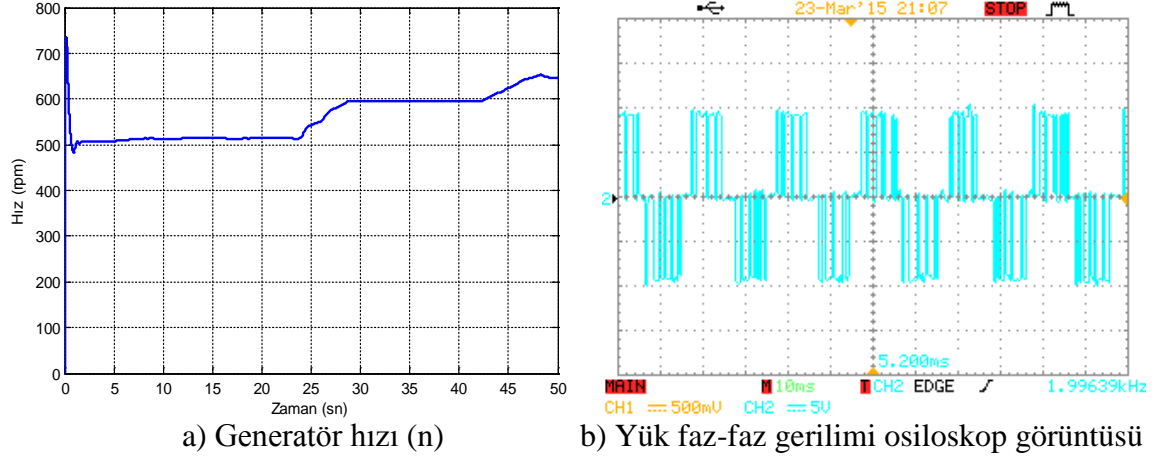 23-Mar'15 21:07 STOP
800
700
600
500
400
300
200
100
0
Hız (rpm)
0 5 10 15 20 25 30 35 40 45 50
Zaman (sn)
2
5.200ms
MAIN M 10ms T CH2 EDGE 1.99639kHz
CH1 500mV CH2 5V
a) Generatör hızı (n)
b) Yük faz-faz gerilimi osiloskop görüntüsü